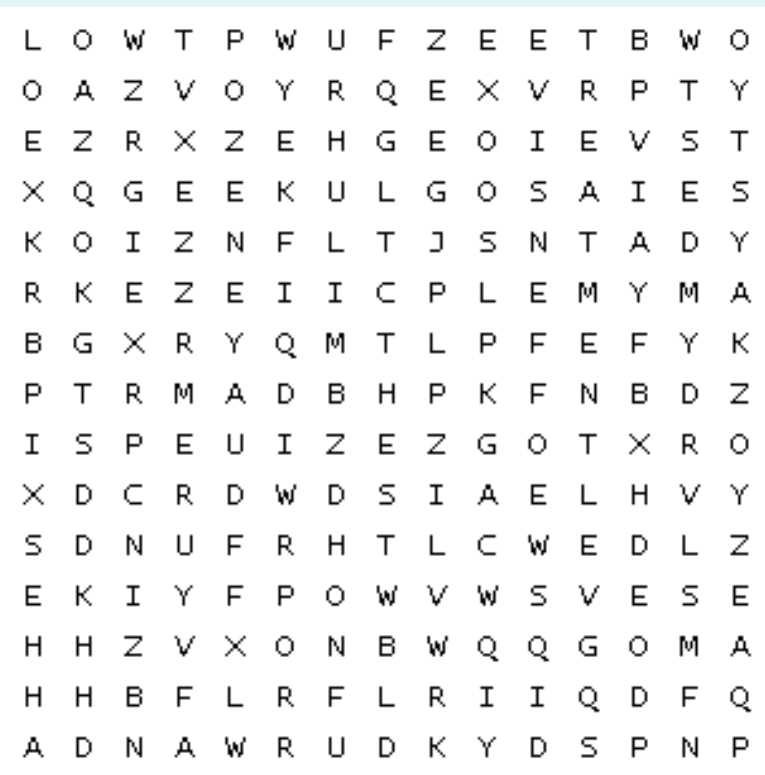 L O W T P W U F Z E E T B W O
O A Z V O Y R Q E X V R P T Y
E Z R X Z E H G E O I E V S T
X Q G E E K U L G O S A I E S
K O I Z N F L T J S N T A D Y
R K E Z E I I C P L E M Y M A
B G X R Y Q M T L P F E F Y K
P T R M A D B H P K F N B D Z
I S P E U I Z E Z G O T X R O
X D C R D W D S I A E L H V Y
S D N U F R H T L C W E D L Z
E K I Y F P O W V W S V E S E
H H Z V X O N B W Q Q G O M A
H H B F L R F L R I I Q D F Q
A D N A W R U D K Y D S P N P